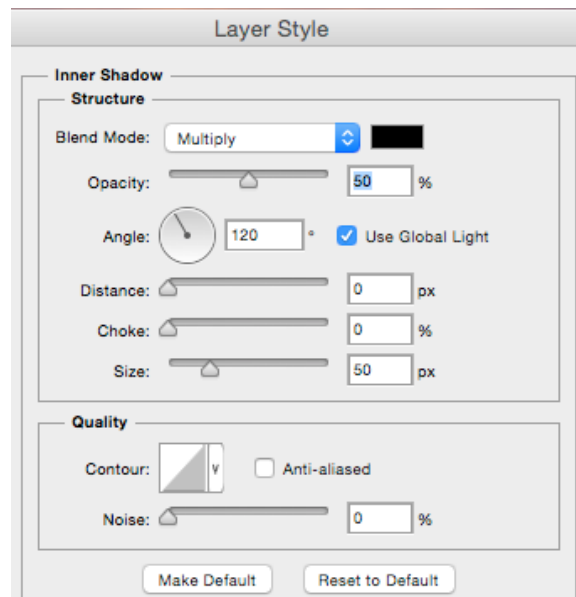 Layer Style
Inner Shadow
Structure
Blend Mode: Multiply
Opacity: 50 %
Angle: 120 ° Use Global Light
Distance: 0 px
Choke: 0 %
Size: 50 px
Quality
Contour: Anti-aliased
Noise: 0 %
Make Default Reset to Default